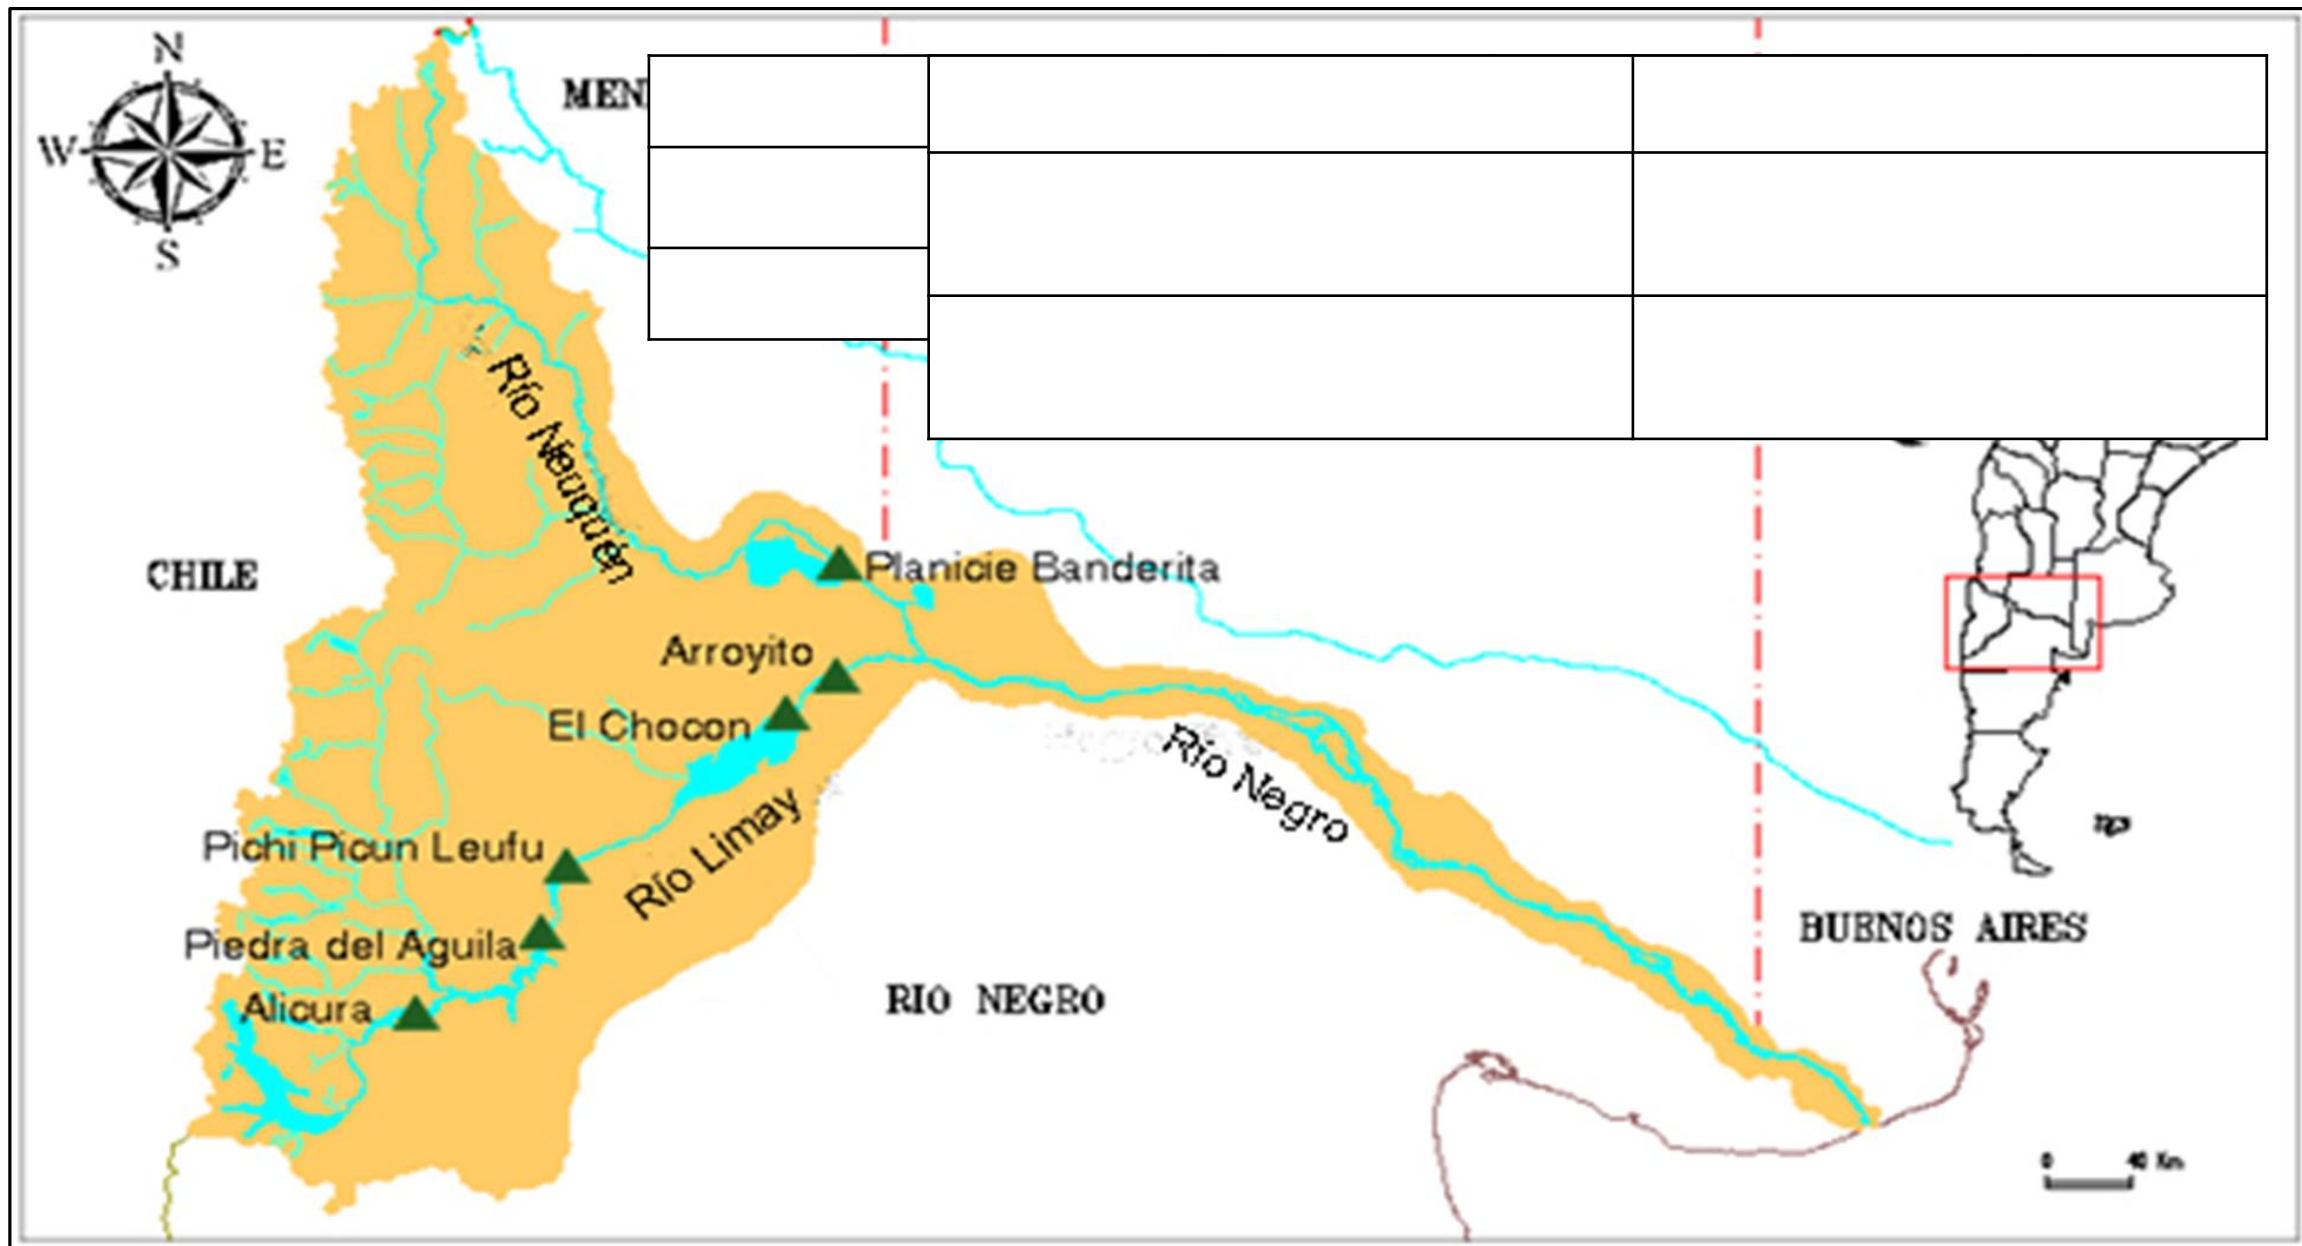 N
MEN
W
E
S
Río Neuquén
CHILE
Planicie Banderita
Arroyito
El Chocon
Río Negro
Río Limay
Pichi Picun Leufu
BUENOS AIRES
Piedra del Aguila
RIO NEGRO
Alicura
0 40 Km